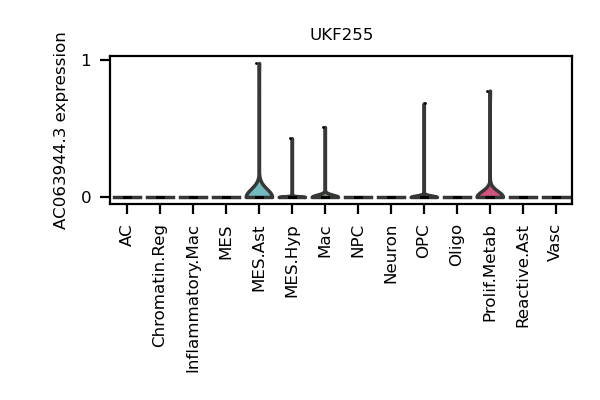 UKF255
AC063944.3 expression
1
0
AC
Chromatin.Reg
Inflammatory.Mac
MES
MES.Ast
MES.Hyp
Mac
NPC
Neuron
OPC
Oligo
Prolif.Metab
Reactive.Ast
Vasc